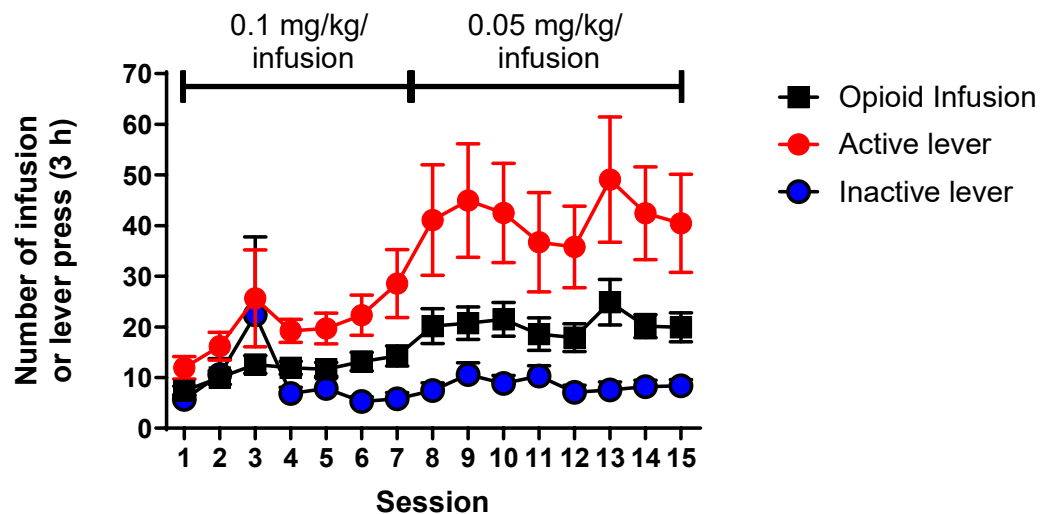 0.1 mg/kg/
infusion
0.05 mg/kg/
infusion
Number of infusion
or lever press (3 h)
70
60
50
40
30
20
10
0
1 2 3 4 5 6 7 8 9 10 11 12 13 14 15
Session
Opioid Infusion
Active lever
Inactive lever